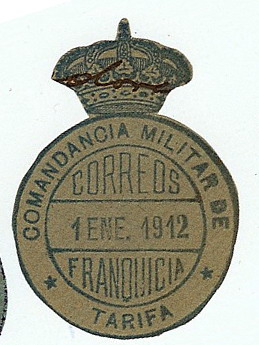 COMANDANCIA MILITAR DE
CORREOS
1 ENE. 1912
FRANQUICIA
TARIFA